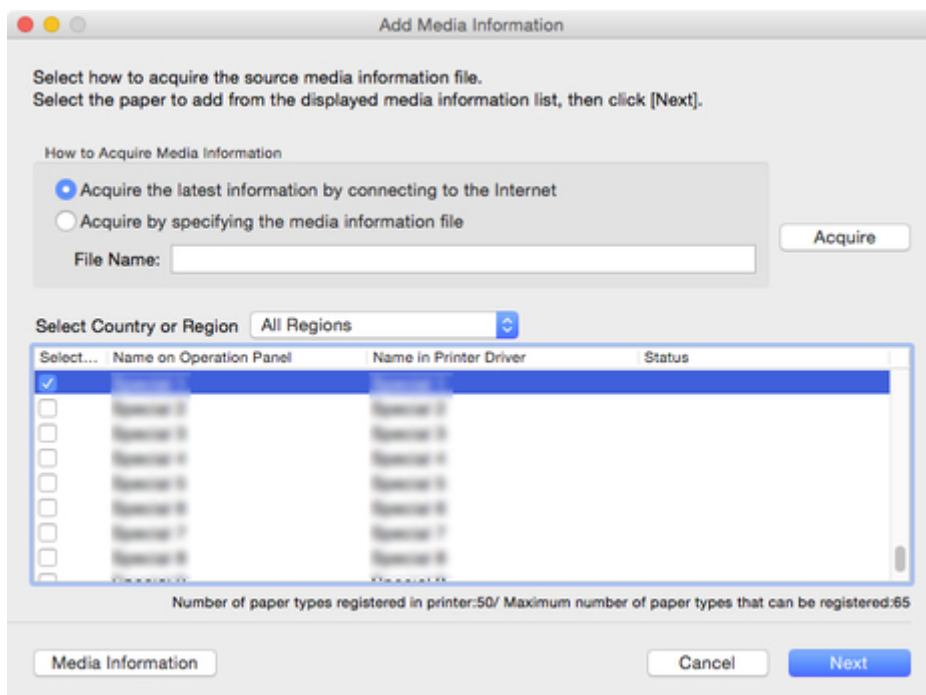 Add Media Information
Select how to acquire the source media information file.
Select the paper to add from the displayed media information list, then click [Next].
How to Acquire Media Information
Acquire the latest information by connecting to the Internet
Acquire by specifying the media information file
Acquire
File Name:
Select Country or Region All Regions
Select... Name on Operation Panel Name in Printer Driver Status
Number of paper types registered in printer:50/ Maximum number of paper types that can be registered:65
Media Information Cancel Next